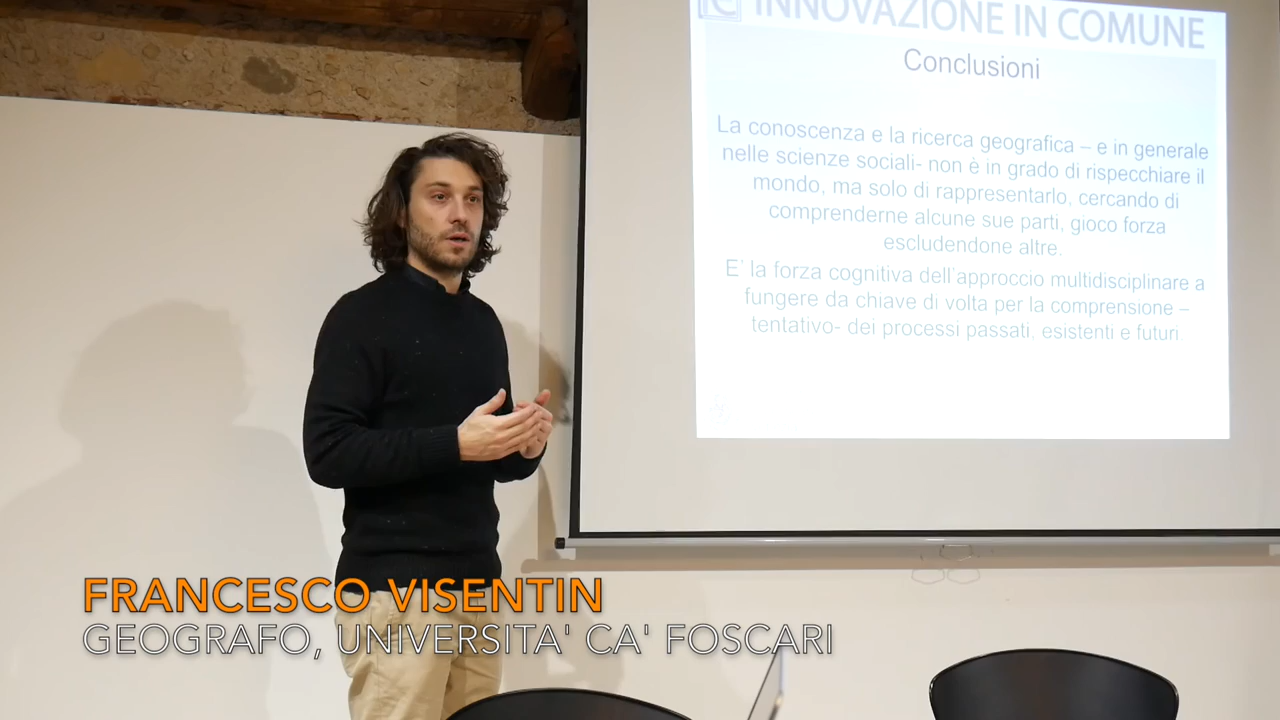 INNOVAZIONE IN COMUNE
Conclusioni
La conoscenza e la ricerca geografica – e in generale
nelle scienze sociali- non è in grado di rispecchiare il
mondo, ma solo di rappresentarlo, cercando di
comprenderne alcune sue parti, gioco forza
escludendone altre.
E' la forza cognitiva dell'approccio multidisciplinare a
fungere da chiave di volta per la comprensione –
tentativo- dei processi passati, esistenti e futuri
FRANCESCO VISENTIN
GEOGRAFO, UNIVERSITA' CA' FOSCARI